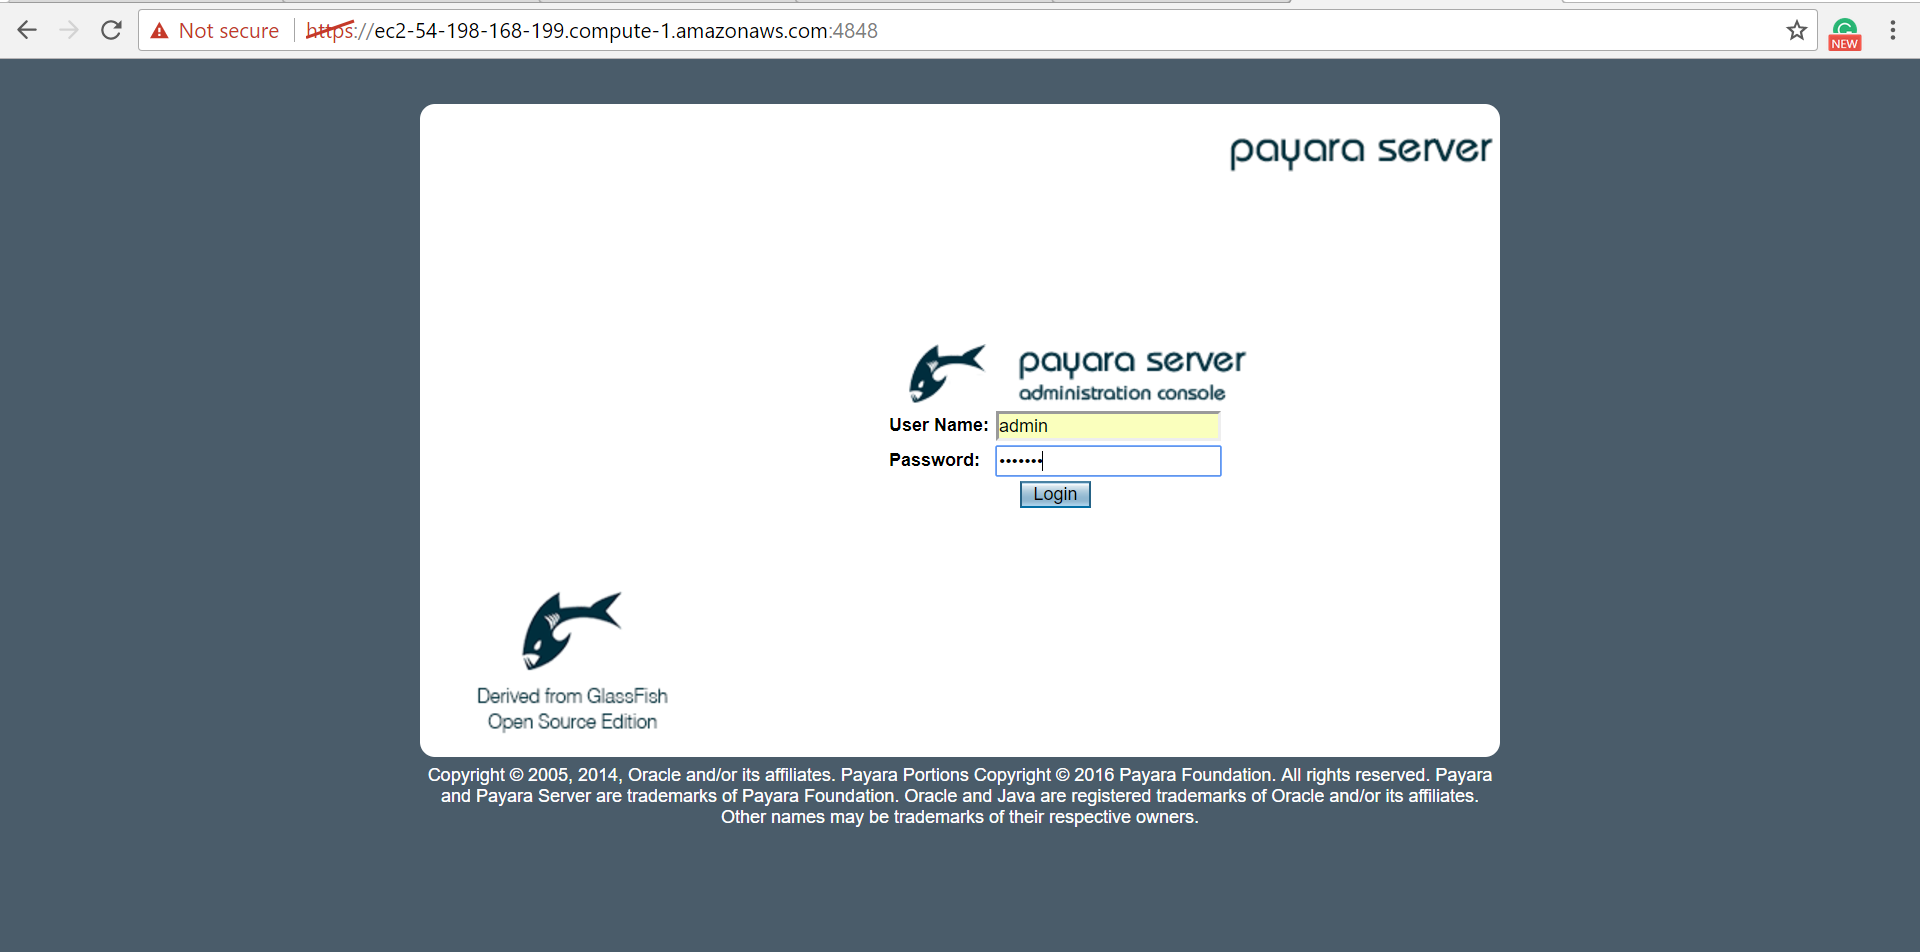 Not secure https://ec2-54-198-168-199.compute-1.amazonaws.com:4848
NEW
payara server
payara server
administration console
User Name: admin
Password: •••••••
Login
Derived from GlassFish
Open Source Edition
Copyright © 2005, 2014, Oracle and/or its affiliates. Payara Portions Copyright © 2016 Payara Foundation. All rights reserved. Payara
and Payara Server are trademarks of Payara Foundation. Oracle and Java are registered trademarks of Oracle and/or its affiliates.
Other names may be trademarks of their respective owners.